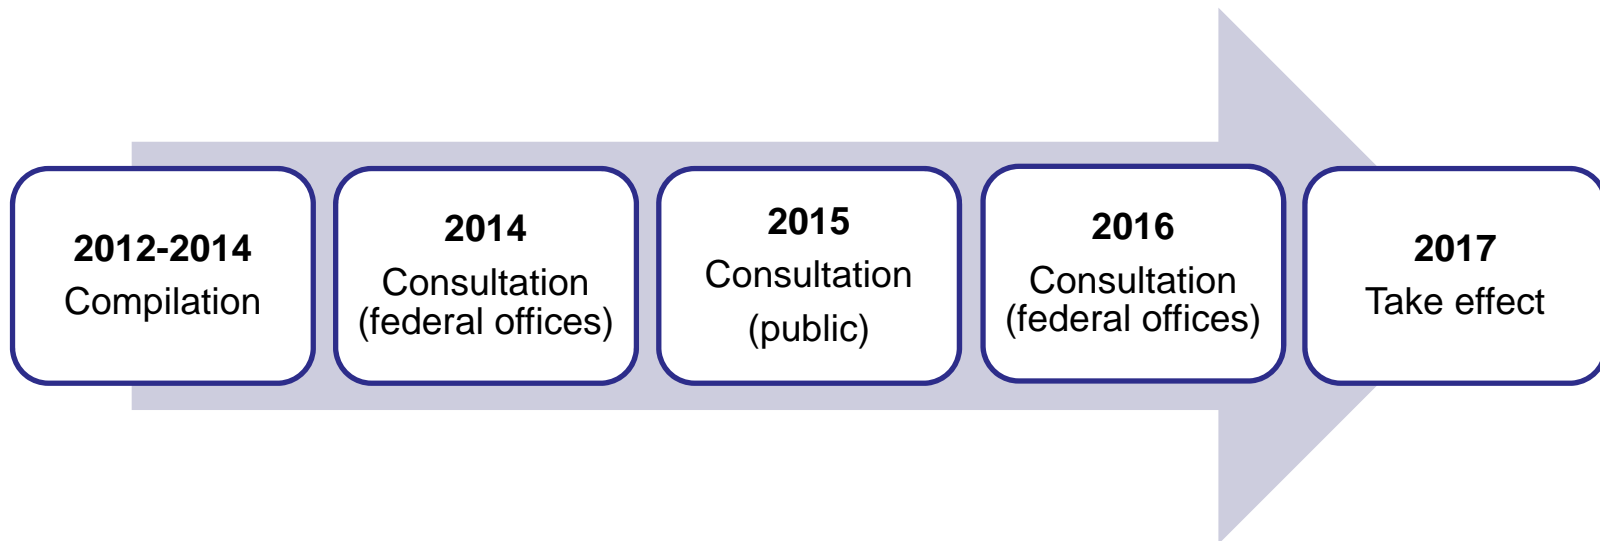 2012-2014
Compilation
2014
Consultation
(federal offices)
2015
Consultation
(public)
2016
Consultation
(federal offices)
2017
Take effect